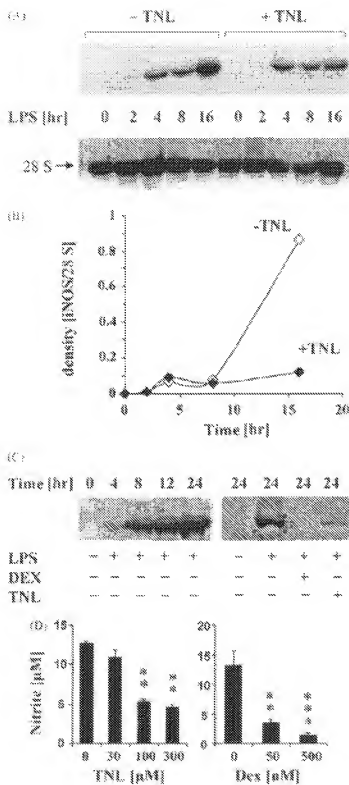 (A)
- TNL + TNL
LPS [hr] 0 2 4 8 16 0 2 4 8 16
28 S →
(B)
density [iNOS/28 S]
1
0.8
0.6
0.4
0.2
0
-TNL
+TNL
0 5 10 15 20
Time [hr]
(C)
Time [hr] 0 4 8 12 24 24 24 24 24
LPS - + + + + - + + +
DEX - - - - - - - + -
TNL - - - - - - - - +
(D)
Nitrite [µM]
15
10
5
0
** **
0 30 100 300
TNL [µM]
20
15
10
5
0
** ***
0 50 500
Dex [nM]